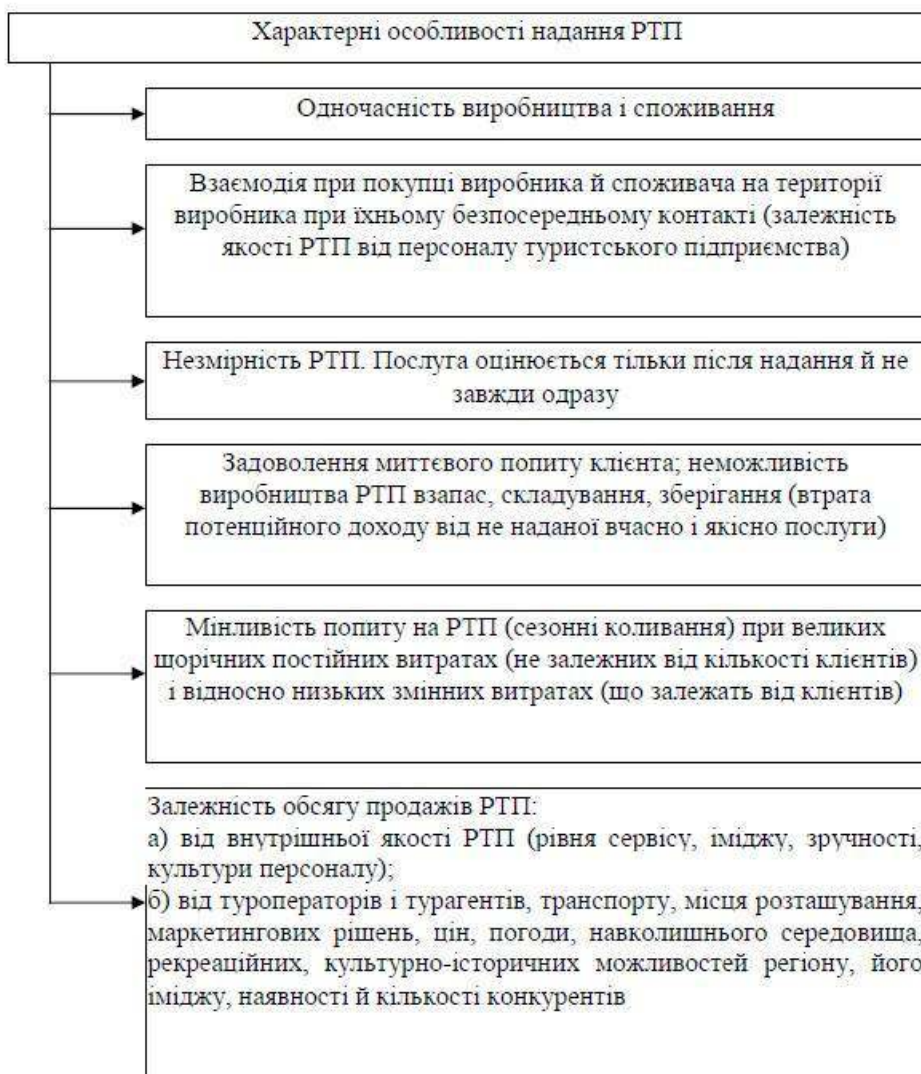 Характерні особливості надання РТП
Одночасність виробництва і споживання
Взаємодія при покупці виробника й споживача на території
виробника при їхньому безпосередньому контакті (залежність
якості РТП від персоналу туристського підприємства)
Незмірність РТП. Послуга оцінюється тільки після надання й не
завжди одразу
Задоволення миттєвого попиту клієнта; неможливість
виробництва РТП взапас, складування, зберігання (втрата
потенційного доходу від не наданої вчасно і якісно послуги)
Мінливість попиту на РТП (сезонні коливання) при великих
щорічних постійних витратах (не залежних від кількості клієнтів)
і відносно низьких змінних витратах (що залежать від клієнтів)
Залежність обсягу продажів РТП:
а) від внутрішньої якості РТП (рівня сервісу, іміджу, зручності,
культури персоналу);
б) від туроператорів і турагентів, транспорту, місця розташування,
маркетингових рішень, цін, погоди, навколишнього середовища,
рекреаційних, культурно-історичних можливостей регіону, його
іміджу, наявності й кількості конкурентів